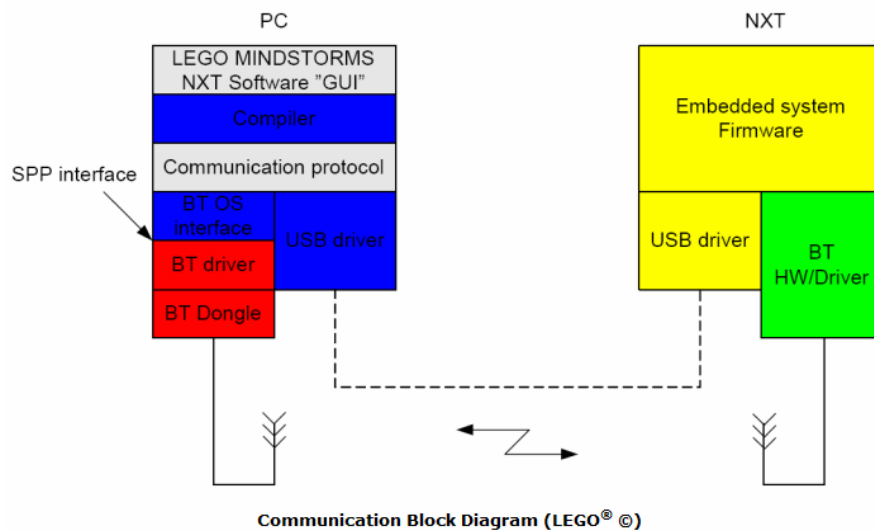 PC
NXT
LEGO MINDSTORMS
NXT Software "GUI"
Compiler
Communication protocol
SPP interface
BT OS
interface
USB driver
BT driver
BT Dongle
Embedded system
Firmware
USB driver
BT
HW/Driver
Communication Block Diagram (LEGO® ©)